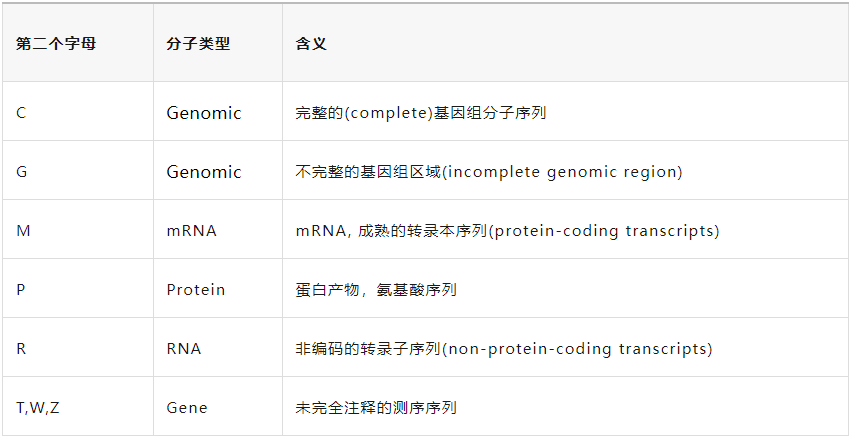 第二个字母 分子类型 含义
C Genomic 完整的(complete)基因组分子序列
G Genomic 不完整的基因组区域(incomplete genomic region)
M mRNA mRNA, 成熟的转录本序列(protein-coding transcripts)
P Protein 蛋白产物，氨基酸序列
R RNA 非编码的转录子序列(non-protein-coding transcripts)
T,W,Z Gene 未完全注释的测序序列